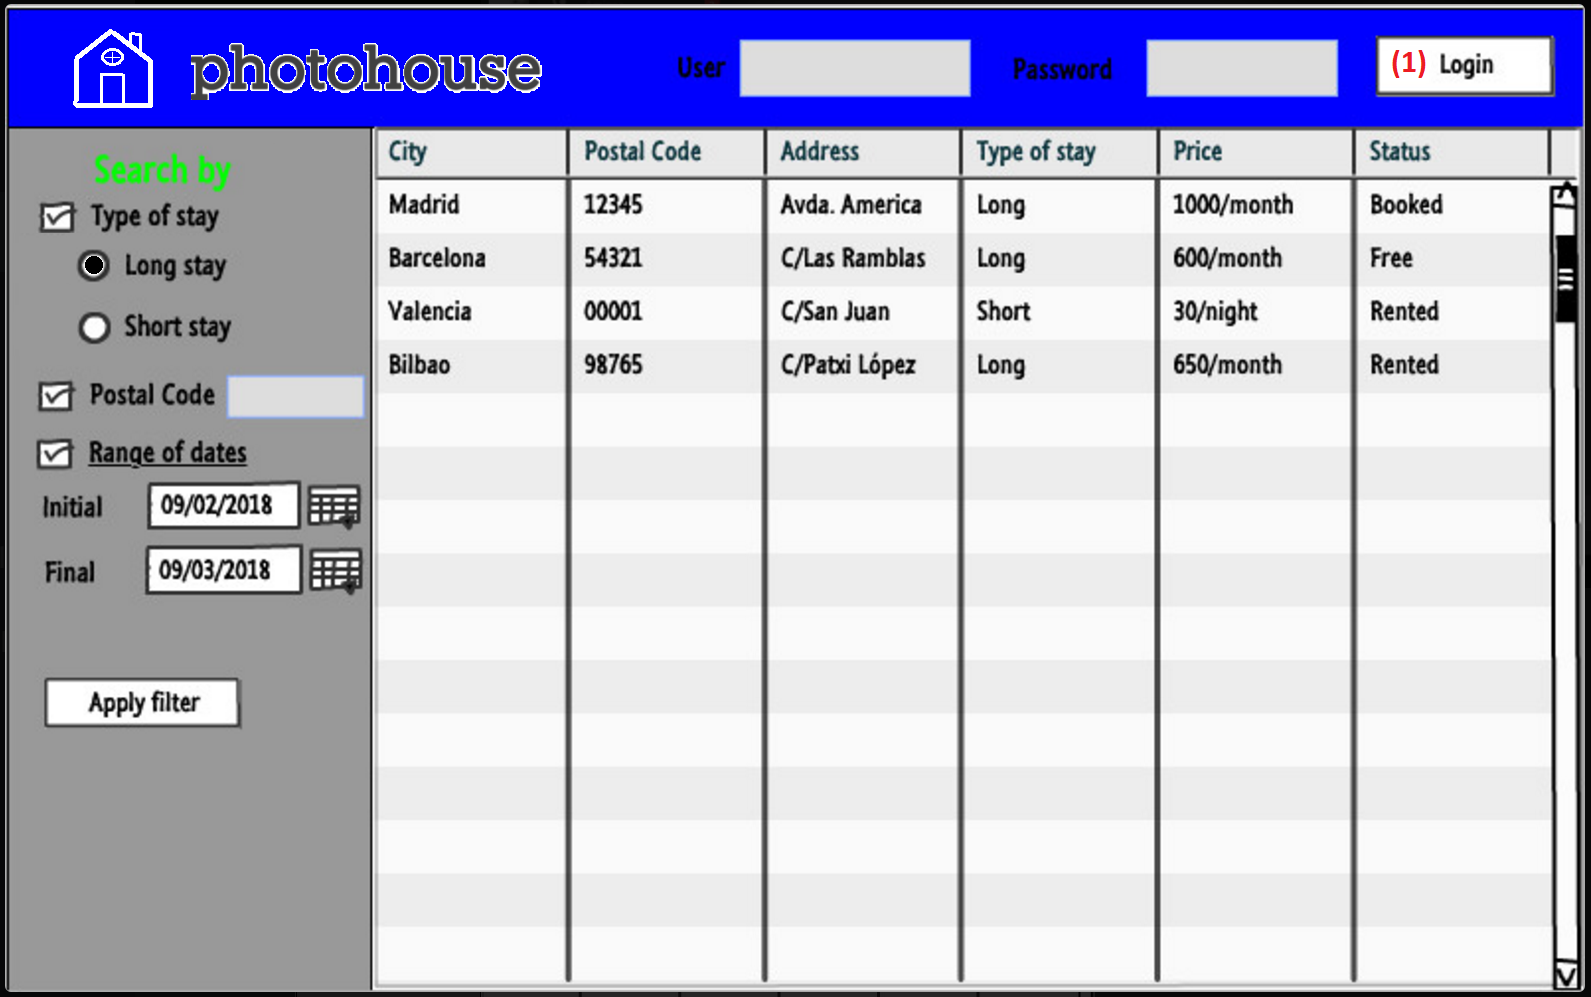 photohouse
User
Password
(1) Login
Search by
Type of stay
Long stay
Short stay
Postal Code
Range of dates
Initial 09/02/2018
Final 09/03/2018
Apply filter
City Postal Code Address Type of stay Price Status
Madrid 12345 Avda. America Long 1000/month Booked
Barcelona 54321 C/Las Ramblas Long 600/month Free
Valencia 00001 C/San Juan Short 30/night Rented
Bilbao 98765 C/Patxi López Long 650/month Rented